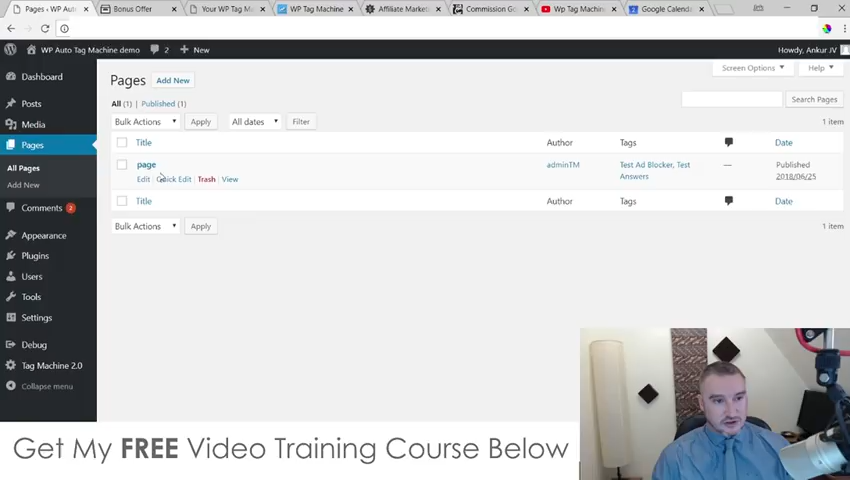 Pages ‹ WP Au
Bonus Offer
Your WP Tag M
WP Tag Machine
Affiliate Market
Commission Go
Wp Tag Machine
Google Calenda
WP Auto Tag Machine demo
2
New
Howdy, Ankur JV
Dashboard
Posts
Media
Pages
All Pages
Add New
Comments 2
Appearance
Plugins
Users
Tools
Settings
Debug
Tag Machine 2.0
Collapse menu
Screen Options
Help
Pages Add New
All (1) | Published (1)
Search Pages
Bulk Actions
Apply
All dates
Filter
1 item
Title
Author
Tags
Date
page
Edit | Quick Edit | Trash | View
adminTM
Test Ad Blocker, Test
Answers
—
Published
2018/06/25
Title
Author
Tags
Date
Bulk Actions
Apply
1 item
Get My FREE Video Training Course Below